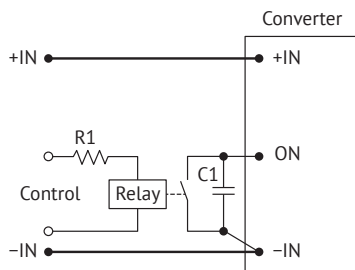 Converter
+IN
+IN
R1
ON
C1
Control
Relay
−IN
−IN